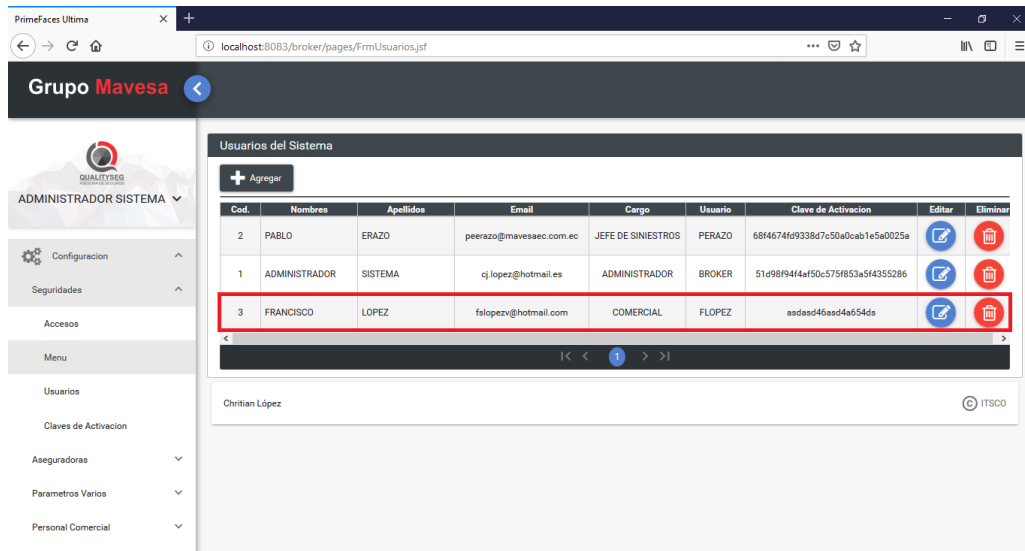 PrimeFaces Ultima
localhost:8083/broker/pages/FrmUsuarios.jsf
Grupo Mavesa
QUALITYSEG
ASESORA DE SEGUROS
ADMINISTRADOR SISTEMA
Configuracion
Seguridades
Accesos
Menu
Usuarios
Claves de Activacion
Aseguradoras
Parametros Varios
Personal Comercial
Usuarios del Sistema
Agregar
Cod. Nombres Apellidos Email Cargo Usuario Clave de Activacion Editar Eliminar
2 PABLO ERAZO peerazo@mavesaec.com.ec JEFE DE SINIESTROS PERAZO 68f4674fd9338d7c50a0cab1e5a0025a
1 ADMINISTRADOR SISTEMA cj.lopez@hotmail.es ADMINISTRADOR BROKER 51d98f94f4af50c575f853a5f4355286
3 FRANCISCO LOPEZ fslopezv@hotmail.com COMERCIAL FLOPEZ asdasd46asd4a654ds
1
Chritian López
© ITSCO